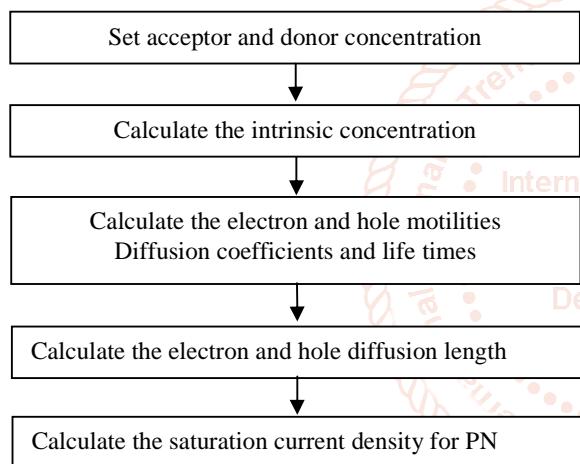 Set acceptor and donor concentration
Calculate the intrinsic concentration
Calculate the electron and hole motilities
Diffusion coefficients and life times
Calculate the electron and hole diffusion length
Calculate the saturation current density for PN